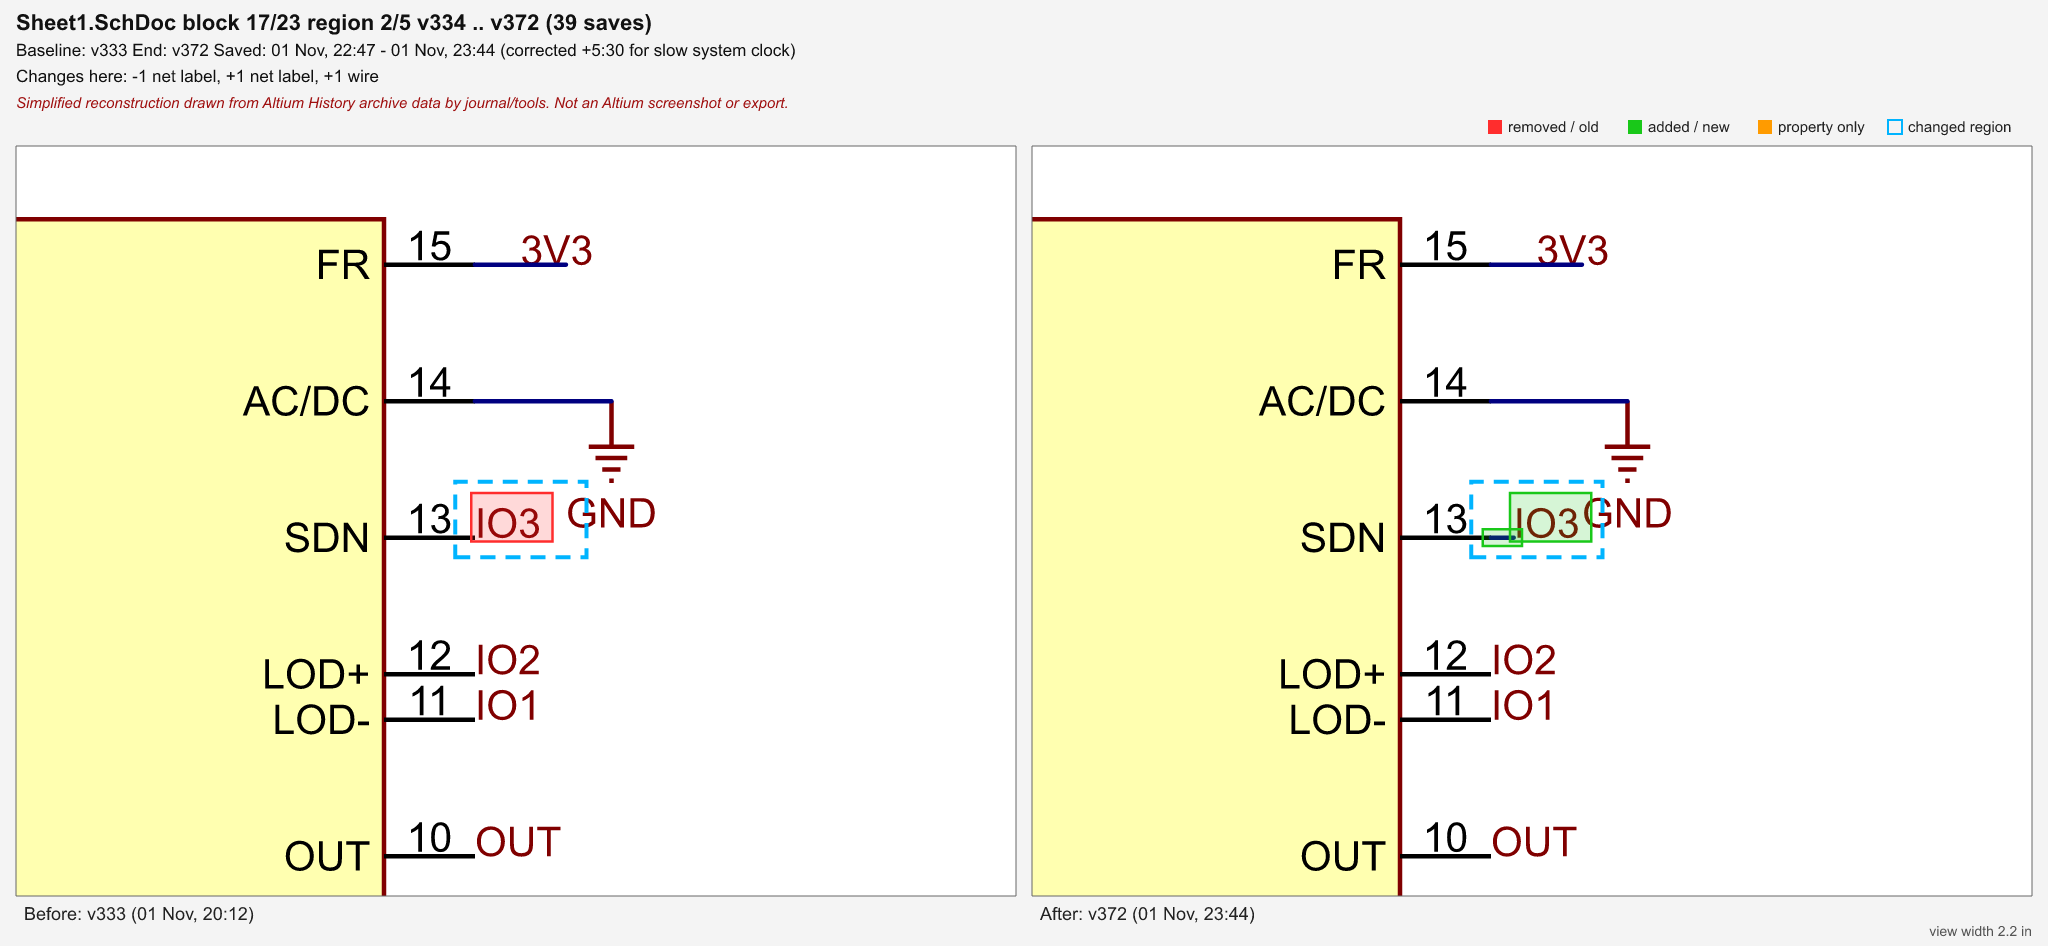 Sheet1.SchDoc block 17/23 region 2/5 v334 .. v372 (39 saves)
Baseline: v333 End: v372 Saved: 01 Nov, 22:47 - 01 Nov, 23:44 (corrected +5:30 for slow system clock)
Changes here: -1 net label, +1 net label, +1 wire
Simplified reconstruction drawn from Altium History archive data by journal/tools. Not an Altium screenshot or export.
removed / old
added / new
property only
changed region
FR 15 3V3
AC/DC 14
GND
SDN 13 IO3
LOD+ 12 IO2
LOD- 11 IO1
OUT 10 OUT
Before: v333 (01 Nov, 20:12)
FR 15 3V3
AC/DC 14
GND
SDN 13 IO3
LOD+ 12 IO2
LOD- 11 IO1
OUT 10 OUT
After: v372 (01 Nov, 23:44)
view width 2.2 in